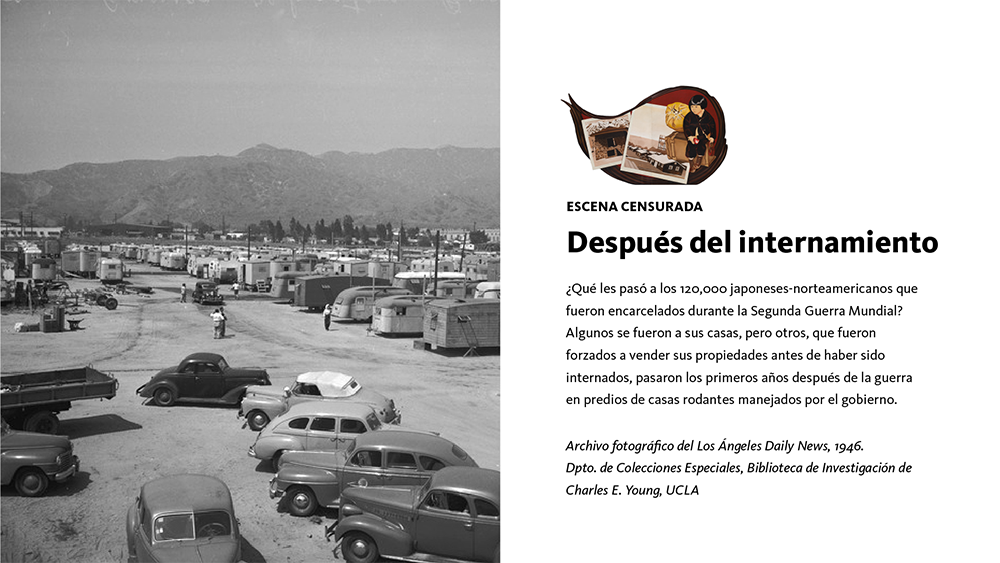 ESCENA CENSURADA
Después del internamiento
¿Qué les pasó a los 120,000 japoneses-norteamericanos que
fueron encarcelados durante la Segunda Guerra Mundial?
Algunos se fueron a sus casas, pero otros, que fueron
forzados a vender sus propiedades antes de haber sido
internados, pasaron los primeros años después de la guerra
en predios de casas rodantes manejados por el gobierno.
Archivo fotográfico del Los Ángeles Daily News, 1946.
Dpto. de Colecciones Especiales, Biblioteca de Investigación de
Charles E. Young, UCLA